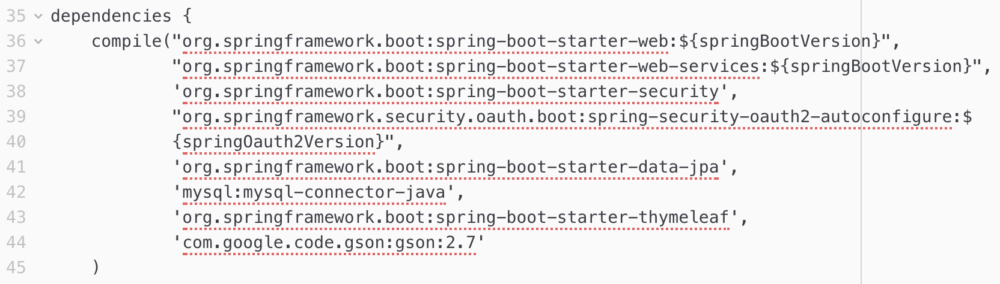 35 dependencies {
36 compile("org.springframework.boot:spring-boot-starter-web:${springBootVersion}",
37 "org.springframework.boot:spring-boot-starter-web-services:${springBootVersion}",
38 'org.springframework.boot:spring-boot-starter-security',
39 "org.springframework.security.oauth.boot:spring-security-oauth2-autoconfigure:$
40 {springOauth2Version}",
41 'org.springframework.boot:spring-boot-starter-data-jpa',
42 'mysql:mysql-connector-java',
43 'org.springframework.boot:spring-boot-starter-thymeleaf',
44 'com.google.code.gson:gson:2.7'
45 )